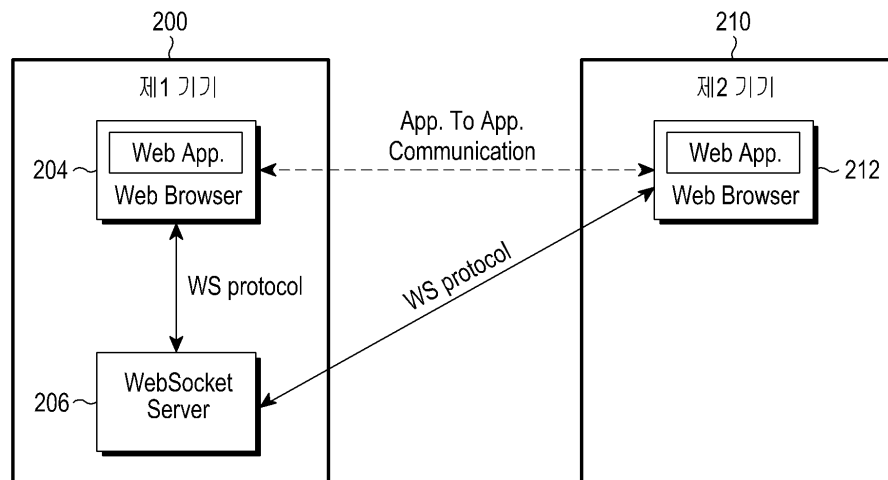 200
210
제1 기기
제2 기기
App. To App.
Communication
Web App.
Web Browser
204
Web App.
Web Browser
212
WS protocol
WS protocol
WebSocket
Server
206